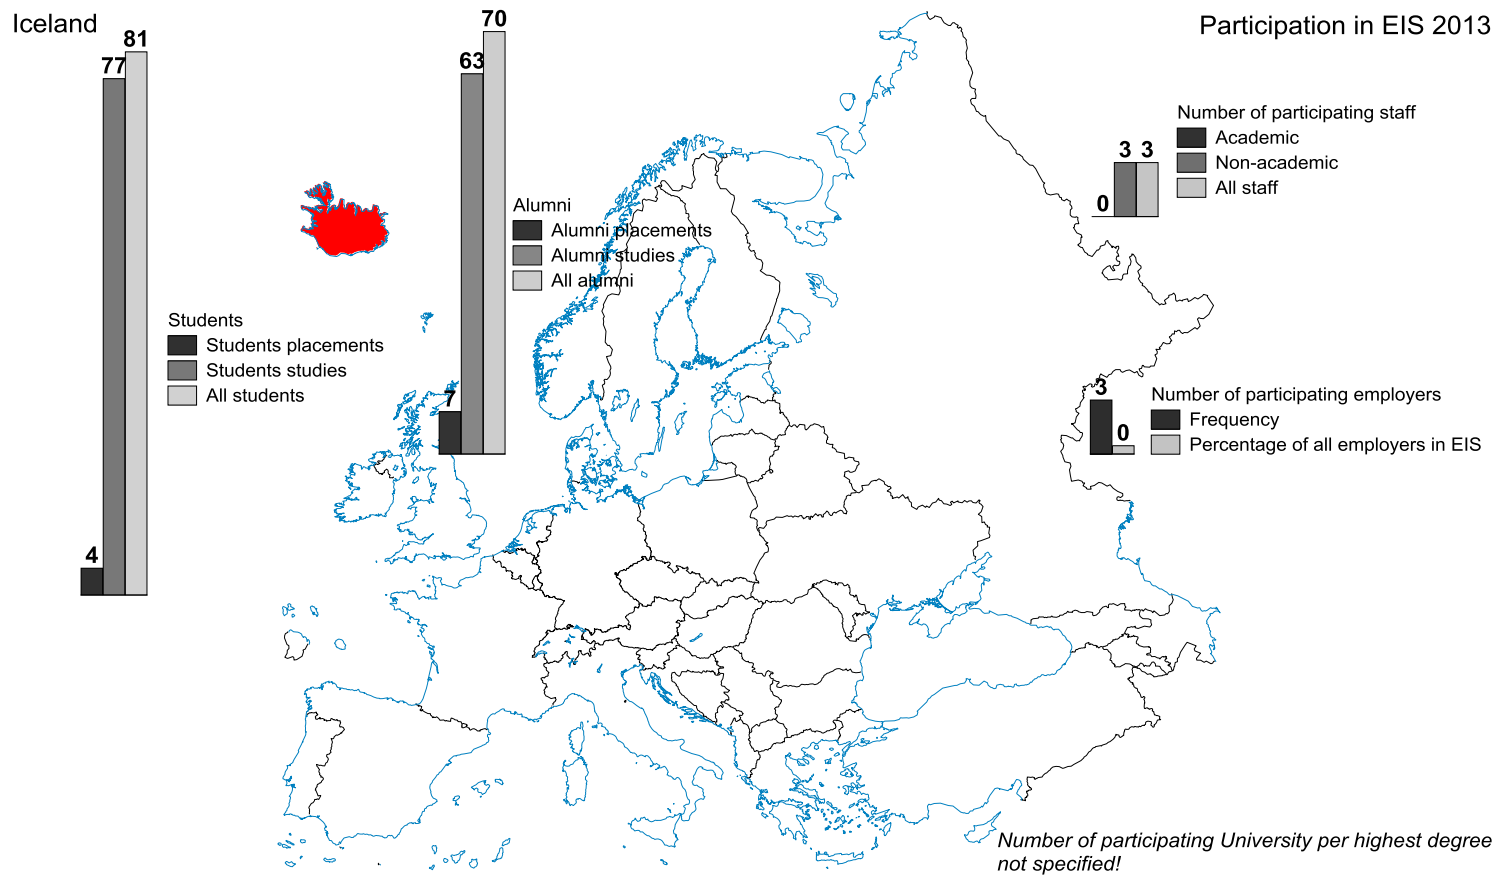 Iceland
Participation in EIS 2013
4
77
81
Students
Students placements
Students studies
All students
7
63
70
Alumni
Alumni placements
Alumni studies
All alumni
0
3
3
Number of participating staff
Academic
Non-academic
All staff
3
0
Number of participating employers
Frequency
Percentage of all employers in EIS
Number of participating University per highest degree
not specified!